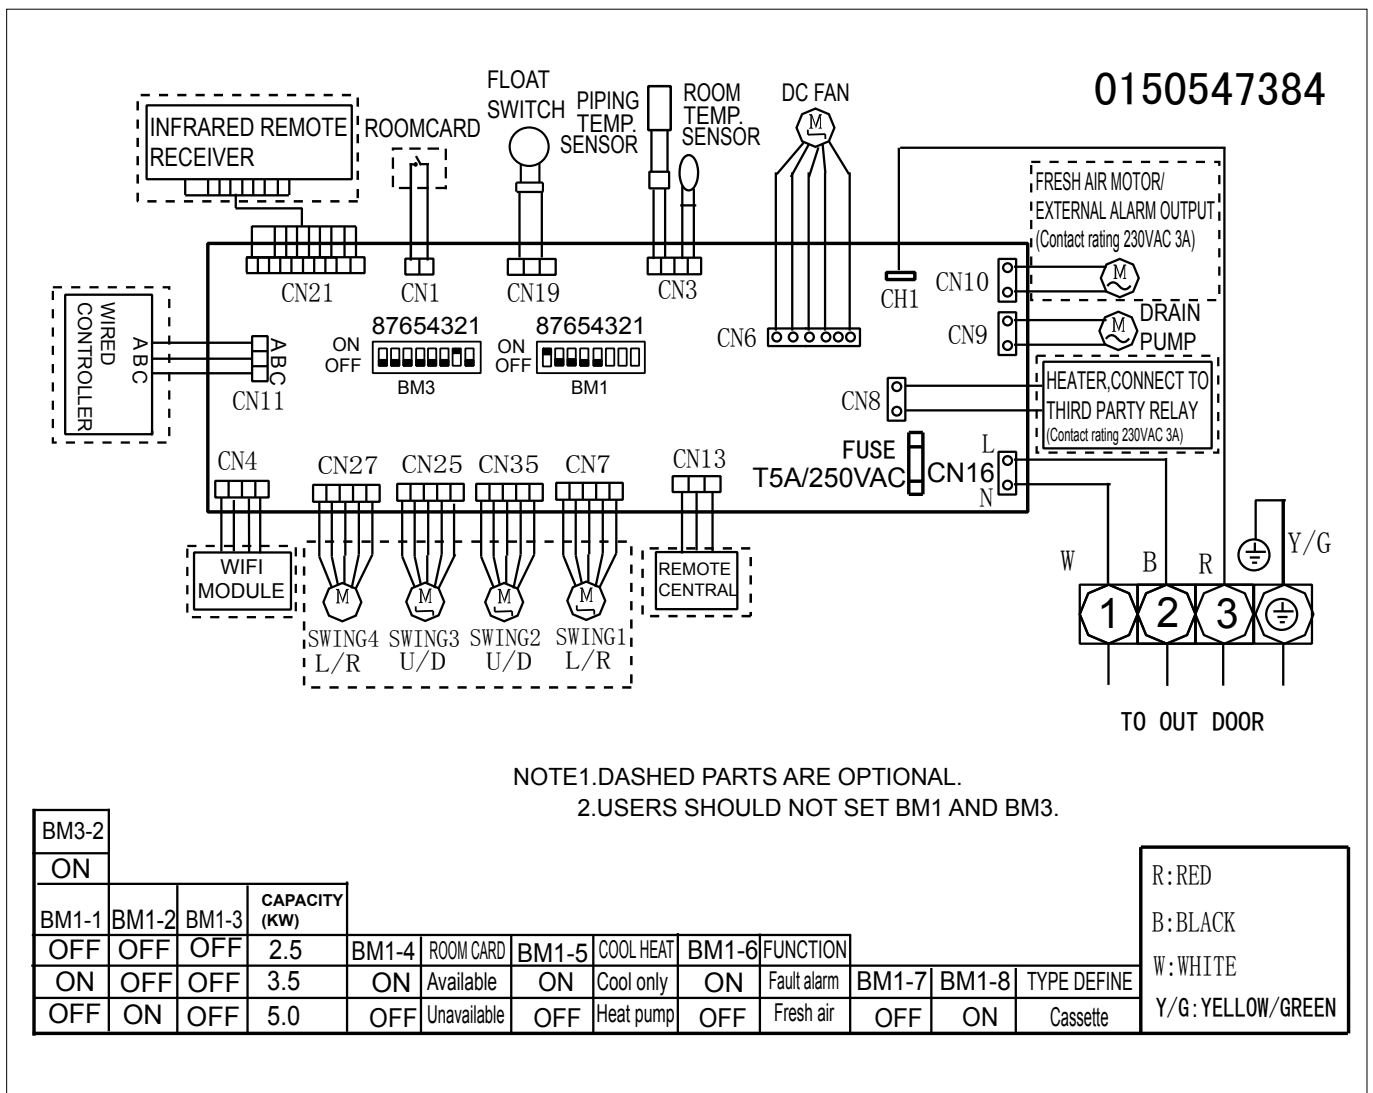 0150547384
INFRARED REMOTE
RECEIVER
ROOMCARD
FLOAT
SWITCH
PIPING
TEMP.
SENSOR
ROOM
TEMP.
SENSOR
DC FAN
M
FRESH AIR MOTOR/
EXTERNAL ALARM OUTPUT
(Contact rating 230VAC 3A)
M
CN21
CN1
CN19
CN3
CH1
CN10
87654321
ON
OFF
BM3
87654321
ON
OFF
BM1
CN6
CN9
M
DRAIN
PUMP
WIRED
CONTROLLER
A B C
A B C
CN11
CN8
HEATER,CONNECT TO
THIRD PARTY RELAY
(Contact rating 230VAC 3A)
FUSE
T5A/250VAC
CN16
L
N
CN4
CN27
CN25
CN35
CN7
CN13
WIFI
MODULE
M
M
M
M
SWING4
L/R
SWING3
U/D
SWING2
U/D
SWING1
L/R
REMOTE
CENTRAL
W
B
R
Y/G
1
2
3
TO OUT DOOR
NOTE1.DASHED PARTS ARE OPTIONAL.
2.USERS SHOULD NOT SET BM1 AND BM3.
BM3-2
ON
BM1-1 BM1-2 BM1-3 CAPACITY (KW)
OFF OFF OFF 2.5 BM1-4 ROOM CARD BM1-5 COOL HEAT BM1-6 FUNCTION
ON OFF OFF 3.5 ON Available ON Cool only ON Fault alarm BM1-7 BM1-8 TYPE DEFINE
OFF ON OFF 5.0 OFF Unavailable OFF Heat pump OFF Fresh air OFF ON Cassette
R:RED
B:BLACK
W:WHITE
Y/G:YELLOW/GREEN